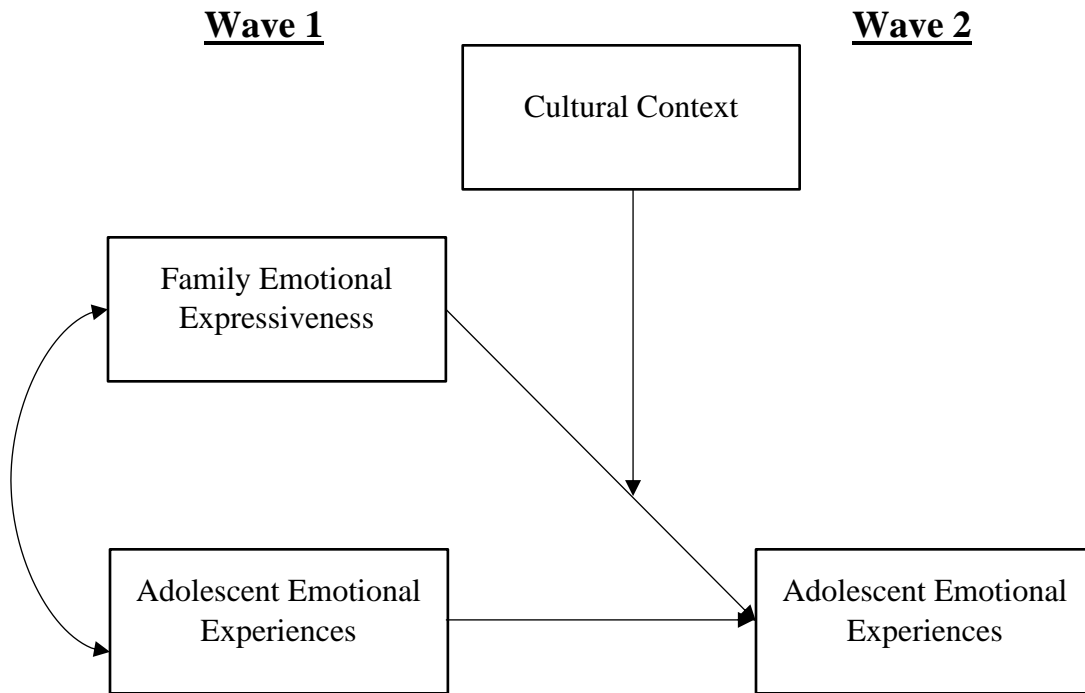 Wave 1
Wave 2
Cultural Context
Family Emotional
Expressiveness
Adolescent Emotional
Experiences
Adolescent Emotional
Experiences